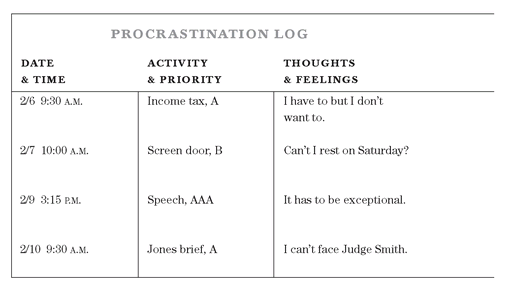 PROCRASTINATION LOG
DATE ACTIVITY THOUGHTS
& TIME & PRIORITY & FEELINGS
2/6 9:30 A.M. Income tax, A I have to but I don't
want to.
2/7 10:00 A.M. Screen door, B Can't I rest on Saturday?
2/9 3:15 P.M. Speech, AAA It has to be exceptional.
2/10 9:30 A.M. Jones brief, A I can't face Judge Smith.